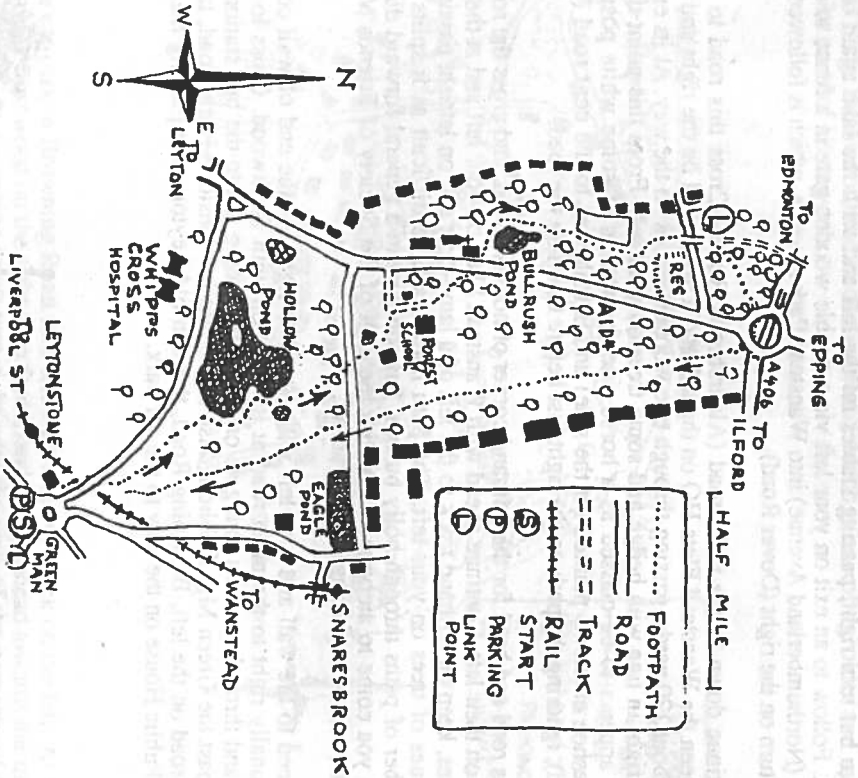 W
N
S
E
TO
LEYTON
TO
EDMONTON
TO
EPPING
L
A406
TO
ILFORD
RES
A104
BULLRUSH
POND
FOREST
SCHOOL
HOLLOW
POND
WHIPPS
CROSS
HOSPITAL
EAGLE
POND
SNARESBROOK
TO
WANSTEAD
LEYTONSTONE
TO
LIVERPOOL ST
GREEN
MAN
P
S
L
HALF MILE
FOOTPATH
ROAD
TRACK
RAIL
S START
P PARKING
L LINK
POINT